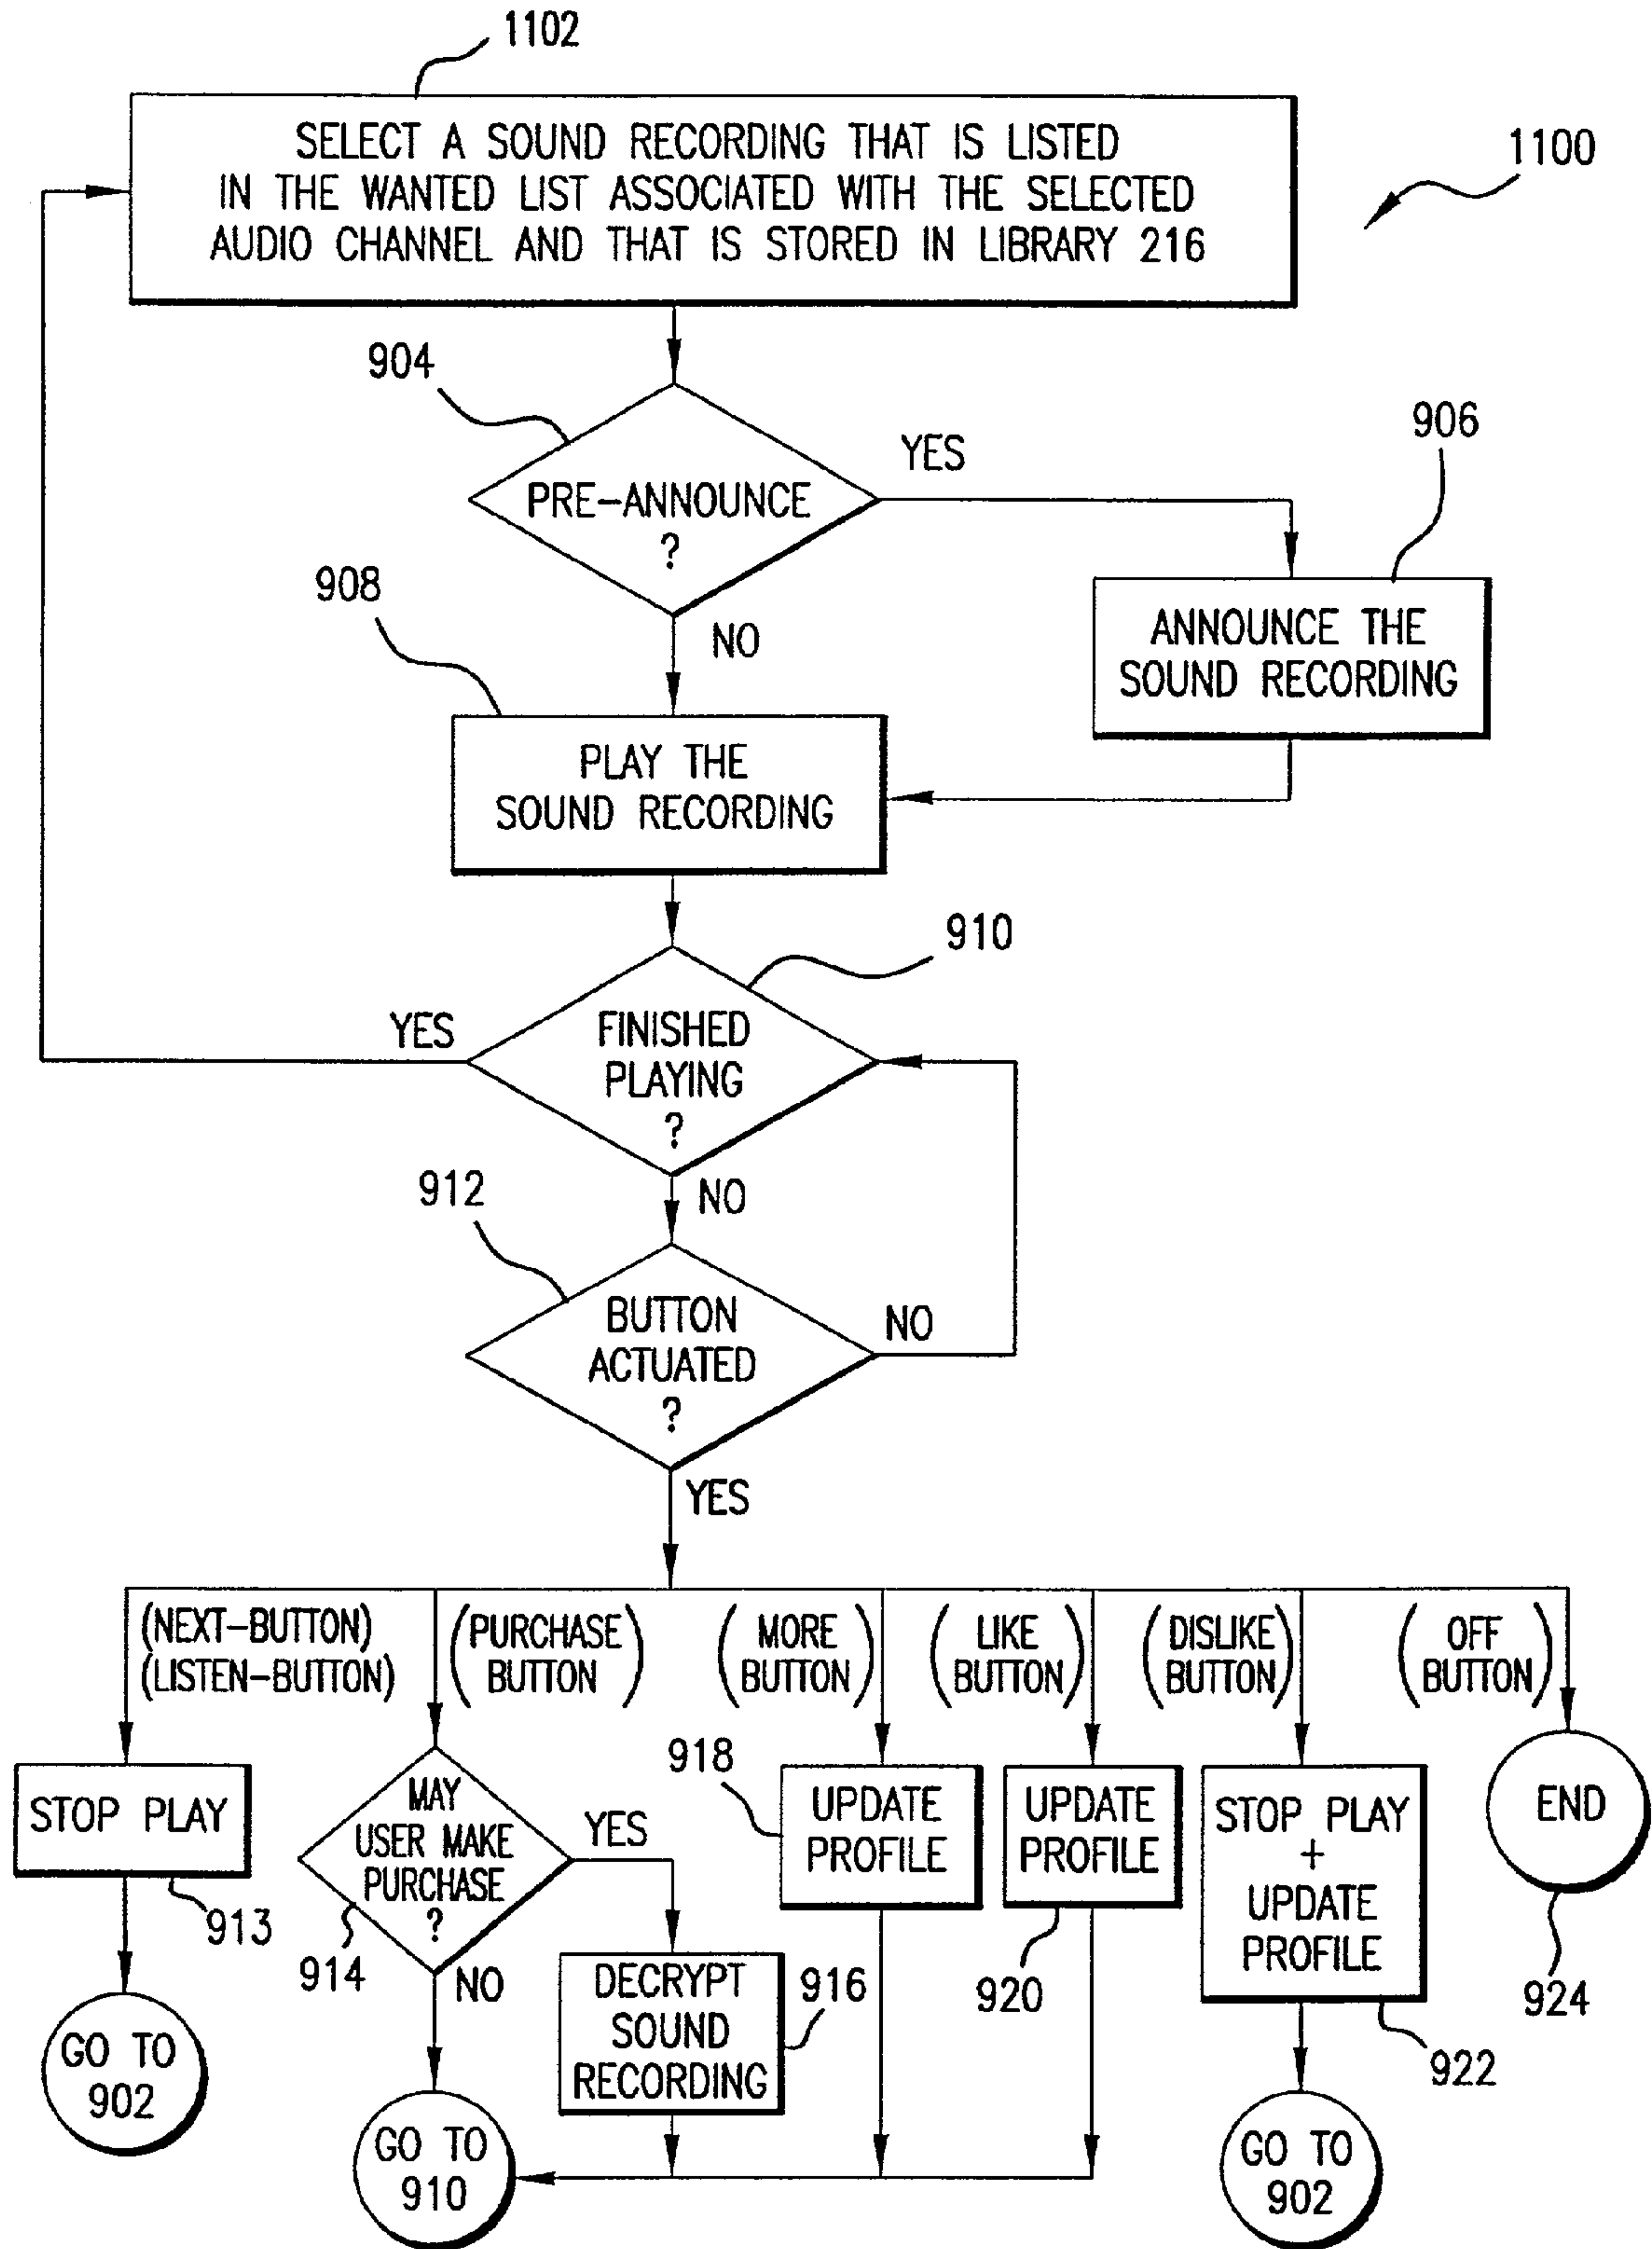 1102
SELECT A SOUND RECORDING THAT IS LISTED
IN THE WANTED LIST ASSOCIATED WITH THE SELECTED
AUDIO CHANNEL AND THAT IS STORED IN LIBRARY 216
1100
904
PRE-ANNOUNCE
?
YES
NO
906
ANNOUNCE THE
SOUND RECORDING
908
PLAY THE
SOUND RECORDING
910
FINISHED
PLAYING
?
YES
NO
912
BUTTON
ACTUATED
?
NO
YES
(NEXT-BUTTON)
(LISTEN-BUTTON)
(PURCHASE
BUTTON)
(MORE
BUTTON)
(LIKE
BUTTON)
(DISLIKE
BUTTON)
(OFF
BUTTON)
STOP PLAY
913
GO TO
902
MAY
USER MAKE
PURCHASE
?
914
YES
NO
DECRYPT
SOUND
RECORDING
916
GO TO
910
918
UPDATE
PROFILE
UPDATE
PROFILE
920
STOP PLAY
+
UPDATE
PROFILE
922
GO TO
902
END
924